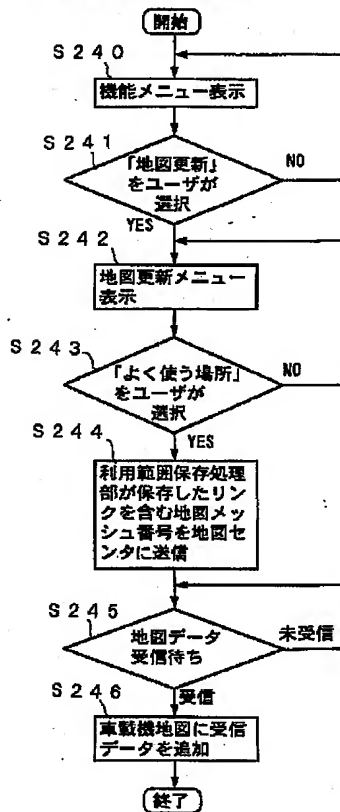 開始
S240
機能メニュー表示
S241
「地図更新」
をユーザが
選択
NO
YES
S242
地図更新メニュー
表示
S243
「よく使う場所」
をユーザが
選択
NO
YES
S244
利用範囲保存処理
部が保存したリン
クを含む地図メッ
シュ番号を地図セ
ンタに送信
S245
地図データ
受信待ち
未受信
受信
S246
車載機地図に受信
データを追加
終了